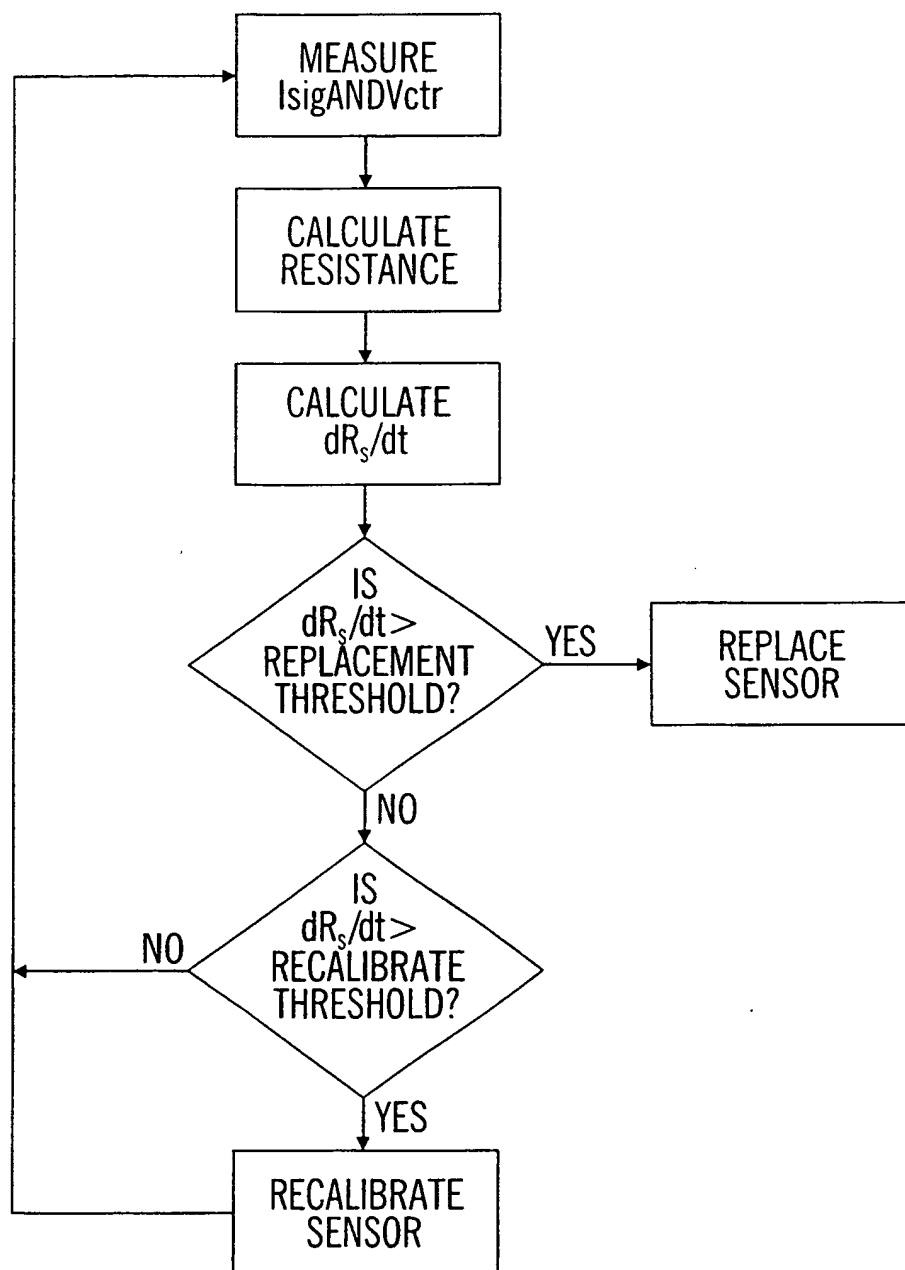 MEASURE
IsigANDVctr
CALCULATE
RESISTANCE
CALCULATE
dRₛ/dt
IS
dRₛ/dt>
REPLACEMENT
THRESHOLD?
YES
REPLACE
SENSOR
NO
IS
dRₛ/dt>
RECALIBRATE
THRESHOLD?
NO
YES
RECALIBRATE
SENSOR